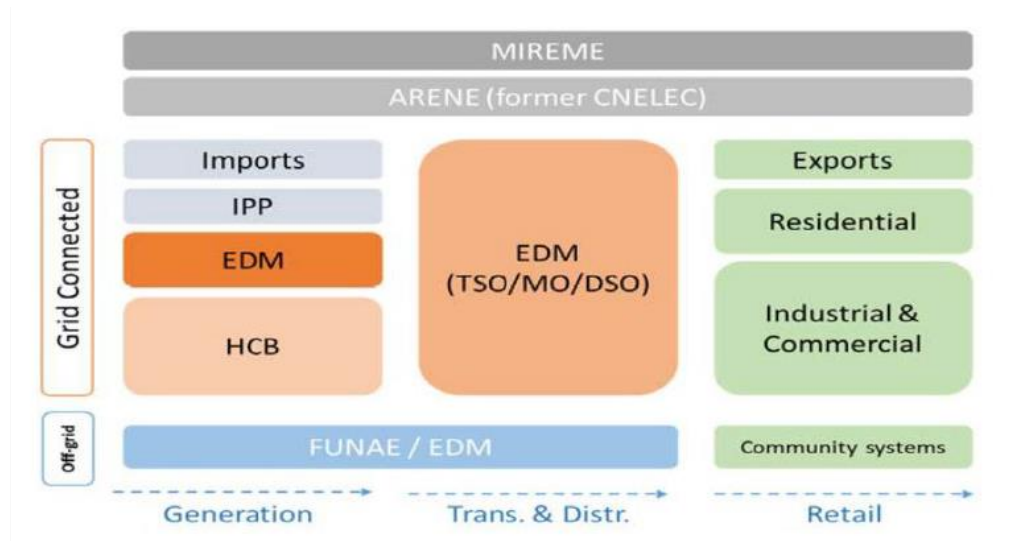 MIREME
ARENE (former CNELEC)
Grid Connected
Imports
IPP
EDM
HCB
EDM
(TSO/MO/DSO)
Exports
Residential
Industrial &
Commercial
Off-grid
FUNAE / EDM
Community systems
Generation
Trans. & Distr.
Retail